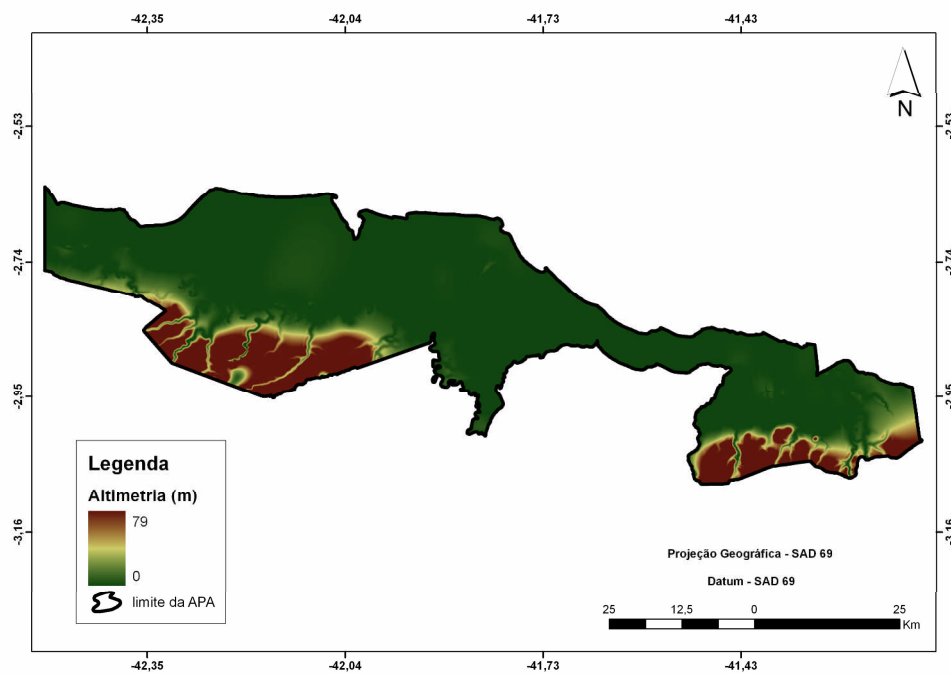 -42,35 -42,04 -41,73 -41,43
N
-2,53 -2,53
-2,74 -2,74
-2,95 -2,95
Legenda
Altimetria (m)
79
0
limite da APA
-3,16 -3,16
Projeção Geográfica - SAD 69
Datum - SAD 69
25 12,5 0 25
Km
-42,35 -42,04 -41,73 -41,43